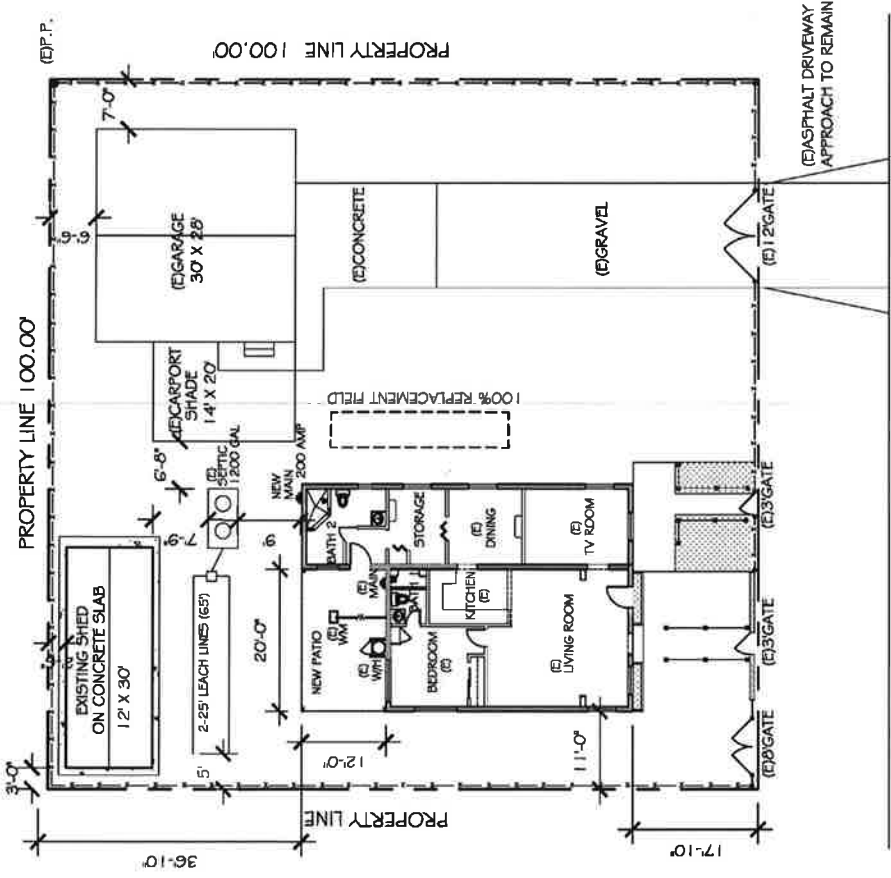 (E)P.P.
PROPERTY LINE 100.00'
PROPERTY LINE 100.00'
7'-0"
6'-6"
(E)GARAGE
30' X 28'
(E)CARPORT
SHADE
14' X 20'
(E)CONCRETE
(E)GRAVEL
(E)12'GATE
(E)ASPHALT DRIVEWAY
APPROACH TO REMAIN
100% REPLACEMENT FIELD
6'-8"
(E)
SEPTIC
1200 GAL
7'-9"
NEW
MAIN
200 AMP
9'
EXISTING SHED
ON CONCRETE SLAB
12' X 30'
3'-0"
2-25' LEACH LINES (65')
5'
20'-0"
NEW PATIO
12'-0"
(E)
WM
(E)
W/H
(E)
MAIN
BATH 2
STORAGE
(E)
DINING
(E)
TV ROOM
BATH
KITCHEN
(E)
BEDROOM
(E)
(E)
LIVING ROOM
11'-0"
36'-10"
17'-10"
PROPERTY LINE
(E)8'GATE
(E)3'GATE
(E)3'GATE